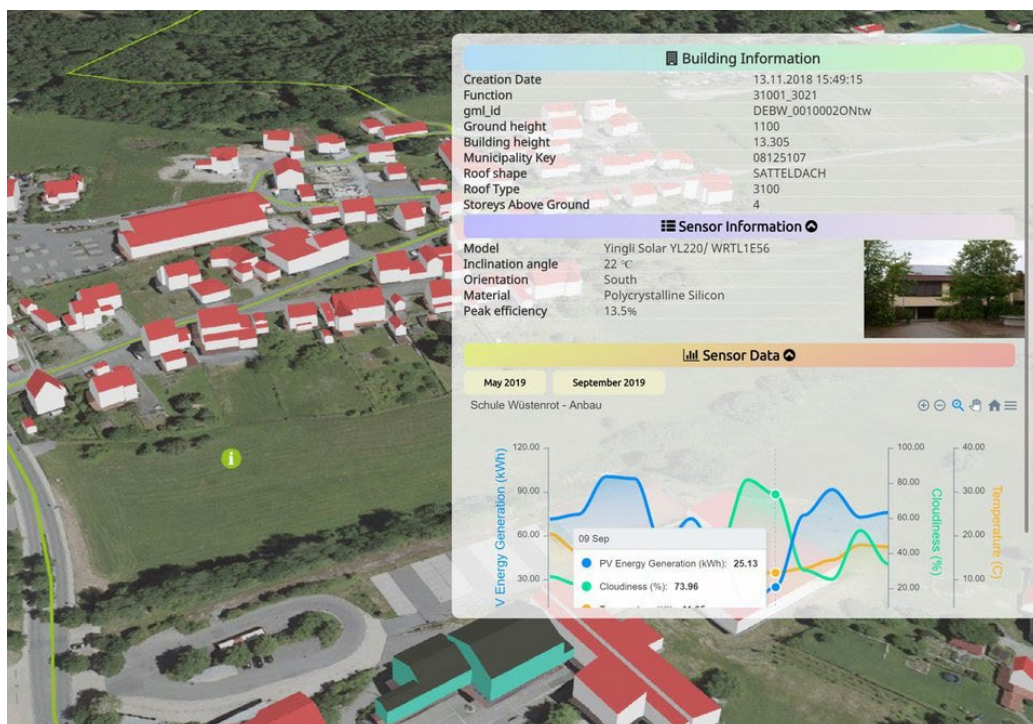 Building Information
Creation Date 13.11.2018 15:49:15
Function 31001_3021
gml_id DEBW_0010002ONtw
Ground height 1100
Building height 13.305
Municipality Key 08125107
Roof shape SATTELDACH
Roof Type 3100
Storeys Above Ground 4
Sensor Information
Model Yingli Solar YL220/ WRTL1E56
Inclination angle 22 °C
Orientation South
Material Polycrystalline Silicon
Peak efficiency 13.5%
Sensor Data
May 2019 September 2019
Schule Wüstenrot - Anbau
120.00 100.00 40.00
90.00 80.00 30.00
60.00 60.00 20.00
30.00 40.00 10.00
20.00
V Energy Generation (kWh)
Cloudiness (%)
Temperature (C)
09 Sep
PV Energy Generation (kWh): 25.13
Cloudiness (%): 73.96